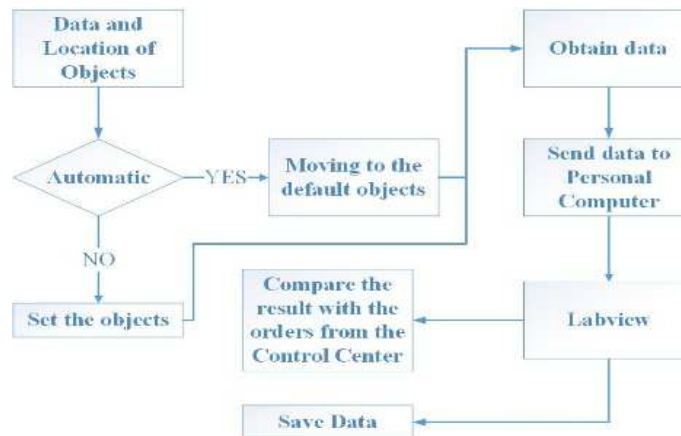 Data and
Location of
Objects
Automatic
YES
NO
Moving to the
default objects
Set the objects
Obtain data
Send data to
Personal
Computer
Labview
Compare the
result with the
orders from the
Control Center
Save Data